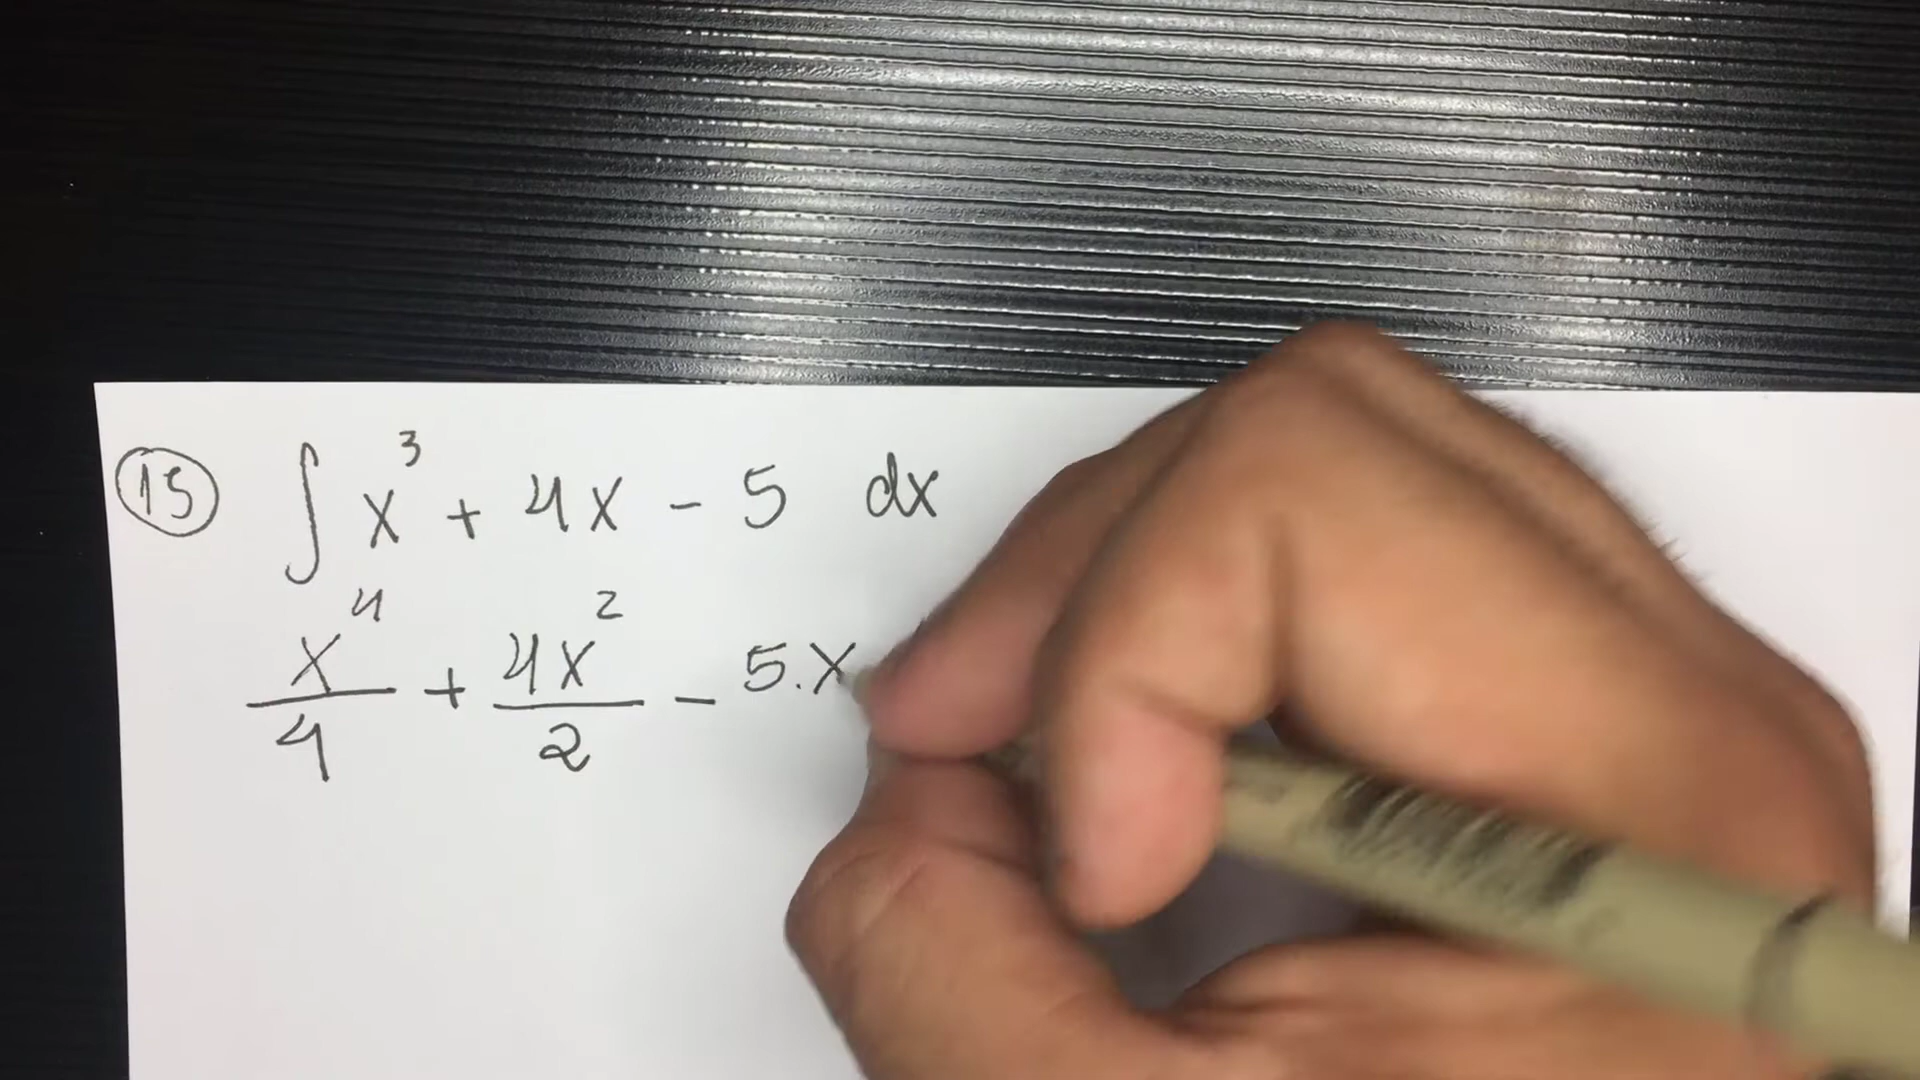 15 ∫ x³ + 4x - 5 dx
x⁴/4 + 4x²/2 - 5.x